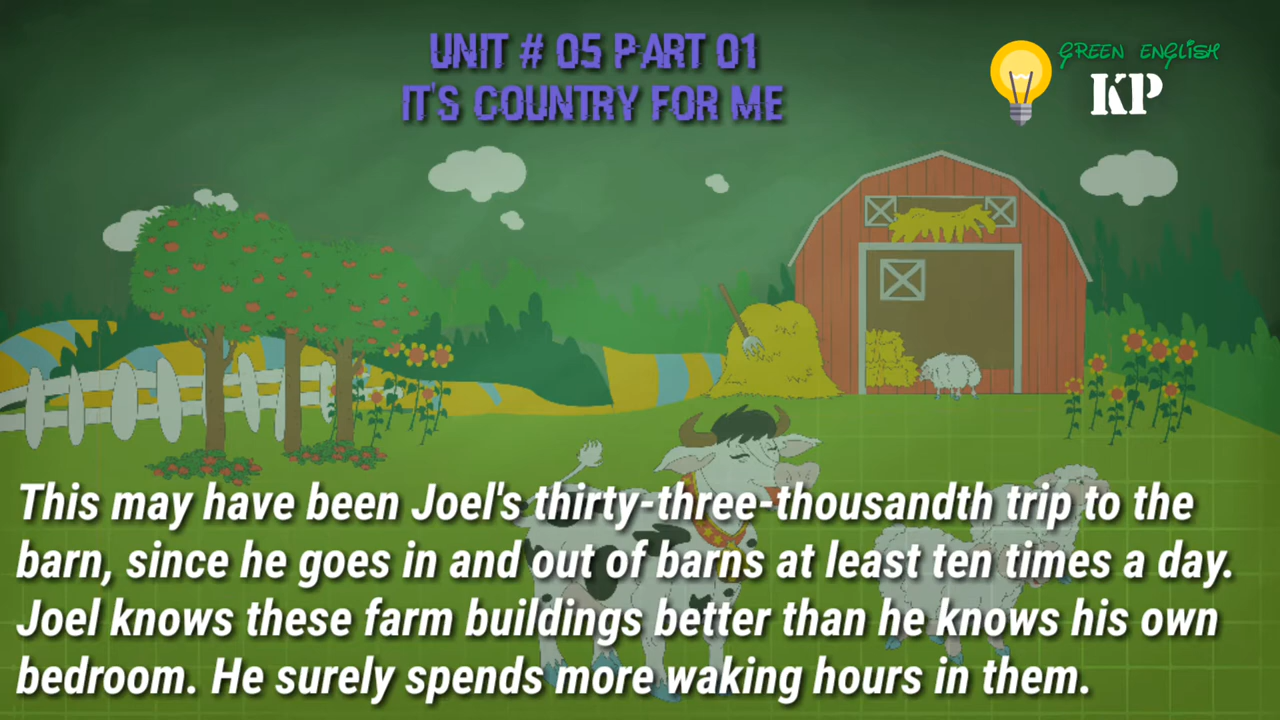 UNIT # 05 PART 01
IT'S COUNTRY FOR ME
GREEN ENGLISH
KP
This may have been Joel's thirty-three-thousandth trip to the
barn, since he goes in and out of barns at least ten times a day.
Joel knows these farm buildings better than he knows his own
bedroom. He surely spends more waking hours in them.